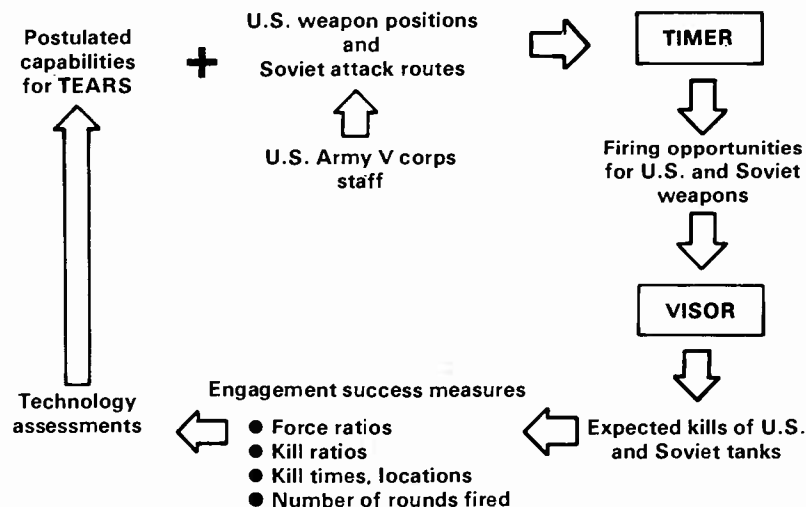 Postulated
capabilities
for TEARS
+
U.S. weapon positions
and
Soviet attack routes
U.S. Army V corps
staff
TIMER
Firing opportunities
for U.S. and Soviet
weapons
VISOR
Expected kills of U.S.
and Soviet tanks
Engagement success measures
● Force ratios
● Kill ratios
● Kill times, locations
● Number of rounds fired
Technology
assessments